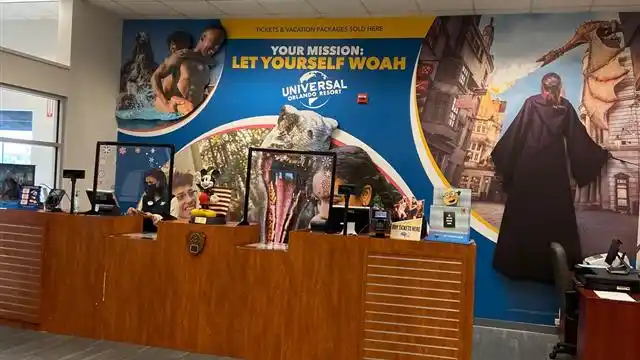 TICKETS & VACATION PACKAGES SOLD HERE
YOUR MISSION:
LET YOURSELF WOAH
UNIVERSAL
ORLANDO RESORT
BUY TICKETS HERE